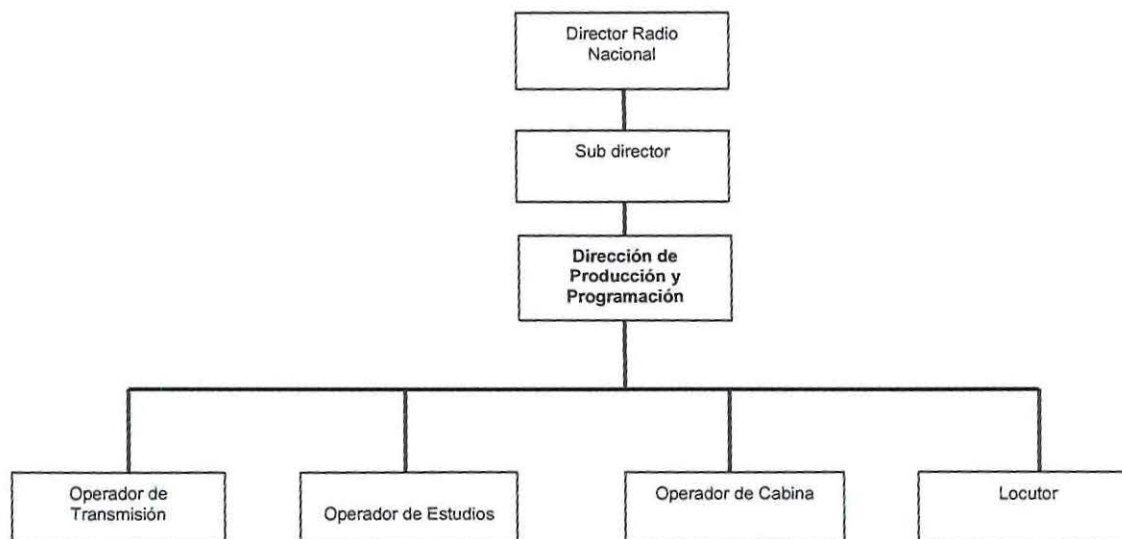 Director Radio
Nacional
Sub director
Dirección de
Producción y
Programación
Operador de
Transmisión
Operador de Estudios
Operador de Cabina
Locutor